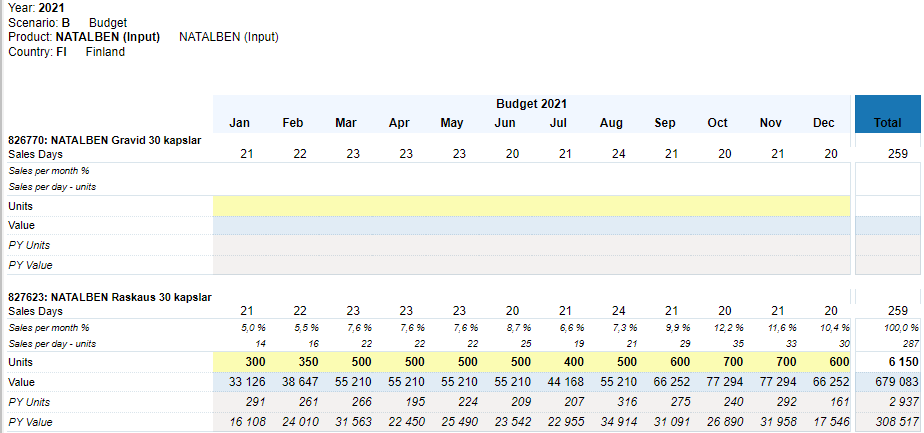 Year: 2021
Scenario: B Budget
Product: NATALBEN (Input) NATALBEN (Input)
Country: FI Finland
Budget 2021
Jan Feb Mar Apr May Jun Jul Aug Sep Oct Nov Dec Total
826770: NATALBEN Gravid 30 kapslar
Sales Days 21 22 23 23 23 20 21 24 21 20 21 20 259
Sales per month %
Sales per day - units
Units
Value
PY Units
PY Value
827623: NATALBEN Raskaus 30 kapslar
Sales Days 21 22 23 23 23 20 21 24 21 20 21 20 259
Sales per month % 5,0 % 5,5 % 7,6 % 7,6 % 7,6 % 8,7 % 6,6 % 7,3 % 9,9 % 12,2 % 11,6 % 10,4 % 100,0 %
Sales per day - units 14 16 22 22 22 25 19 21 29 35 33 30 287
Units 300 350 500 500 500 500 400 500 600 700 700 600 6 150
Value 33 126 38 647 55 210 55 210 55 210 55 210 44 168 55 210 66 252 77 294 77 294 66 252 679 083
PY Units 291 261 266 195 224 209 207 316 275 240 292 161 2 937
PY Value 16 108 24 010 31 563 22 450 25 490 23 542 22 955 34 914 31 091 26 890 31 958 17 546 308 517